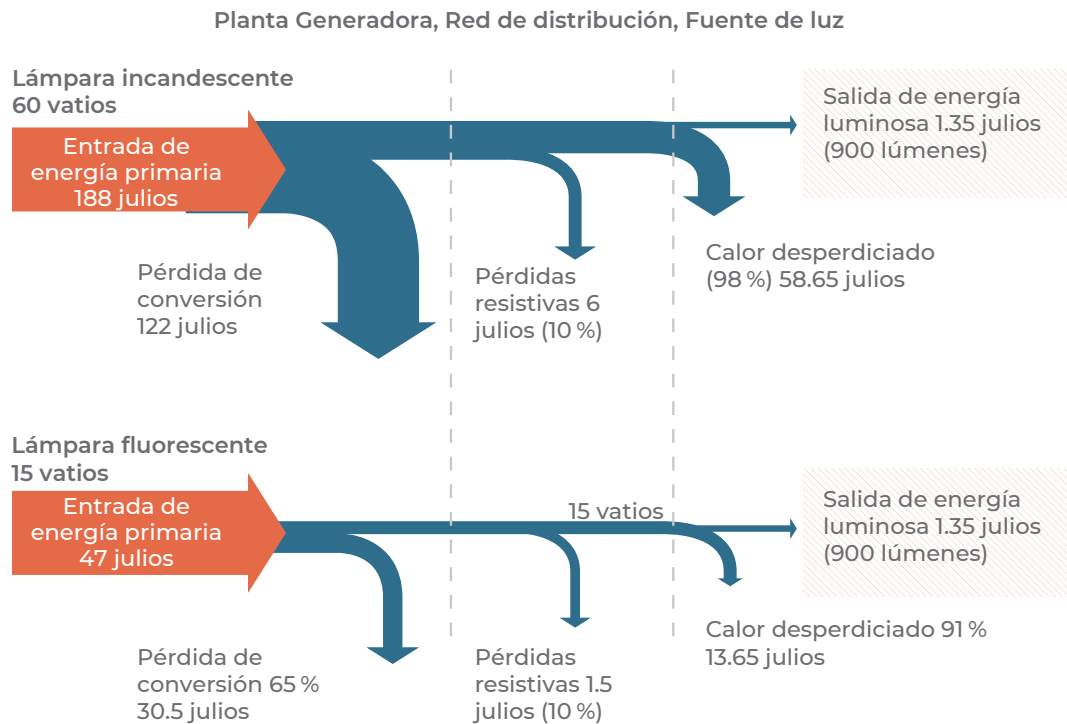 Planta Generadora, Red de distribución, Fuente de luz
Lámpara incandescente
60 vatios
Entrada de
energía primaria
188 julios
Pérdida de
conversión
122 julios
Pérdidas
resistivas 6
julios (10 %)
Calor desperdiciado
(98 %) 58.65 julios
Salida de energía
luminosa 1.35 julios
(900 lúmenes)
Lámpara fluorescente
15 vatios
Entrada de
energía primaria
47 julios
Pérdida de
conversión 65 %
30.5 julios
Pérdidas
resistivas 1.5
julios (10 %)
15 vatios
Calor desperdiciado 91 %
13.65 julios
Salida de energía
luminosa 1.35 julios
(900 lúmenes)